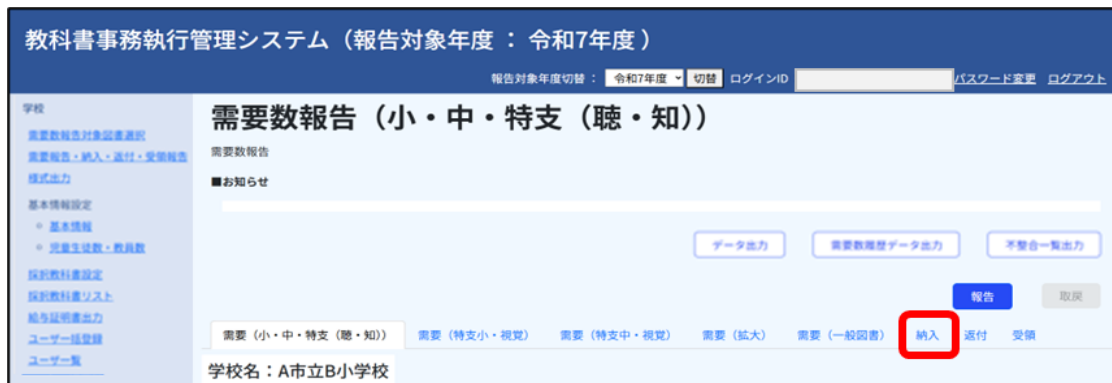 教科書事務執行管理システム（報告対象年度 ： 令和7年度 ）
報告対象年度切替 ： 令和7年度 切替 ログインID パスワード変更 ログアウト
学校
需要数報告対象図書選択
需要報告・納入・返付・受領報告
様式出力
基本情報設定
基本情報
児童生徒数・教員数
採択教科書設定
採択教科書リスト
給与証明書出力
ユーザー一括登録
ユーザー一覧
需要数報告（小・中・特支（聴・知））
需要数報告
■お知らせ
データ出力 需要数履歴データ出力 不整合一覧出力
報告 取戻
需要（小・中・特支（聴・知）） 需要（特支小・視覚） 需要（特支中・視覚） 需要（拡大） 需要（一般図書） 納入 返付 受領
学校名：A市立B小学校